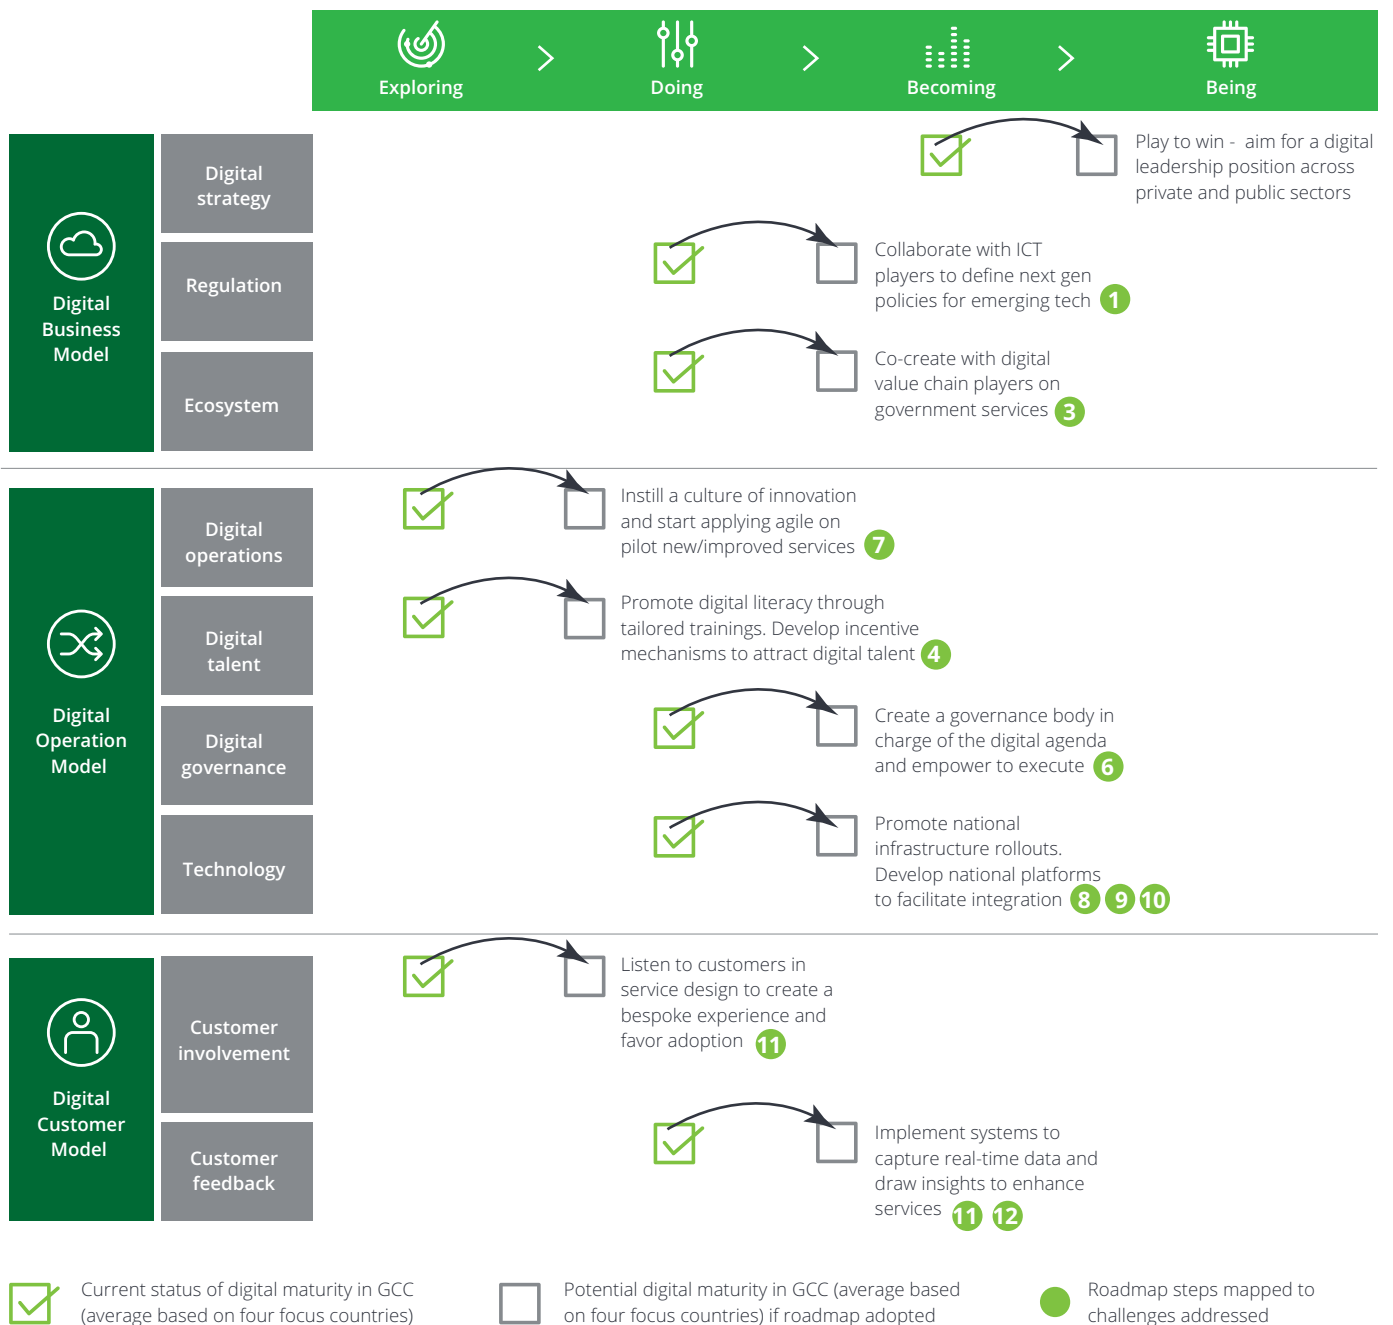 Exploring
Doing
Becoming
Being
Digital
Business
Model
Digital
strategy
Play to win - aim for a digital
leadership position across
private and public sectors
Regulation
Collaborate with ICT
players to define next gen
policies for emerging tech 1
Ecosystem
Co-create with digital
value chain players on
government services 3
Digital
Operation
Model
Digital
operations
Instill a culture of innovation
and start applying agile on
pilot new/improved services 7
Digital
talent
Promote digital literacy through
tailored trainings. Develop incentive
mechanisms to attract digital talent 4
Digital
governance
Create a governance body in
charge of the digital agenda
and empower to execute 6
Technology
Promote national
infrastructure rollouts.
Develop national platforms
to facilitate integration 8 9 10
Digital
Customer
Model
Customer
involvement
Listen to customers in
service design to create a
bespoke experience and
favor adoption 11
Customer
feedback
Implement systems to
capture real-time data and
draw insights to enhance
services 11 12
Current status of digital maturity in GCC
(average based on four focus countries)
Potential digital maturity in GCC (average based
on four focus countries) if roadmap adopted
Roadmap steps mapped to
challenges addressed